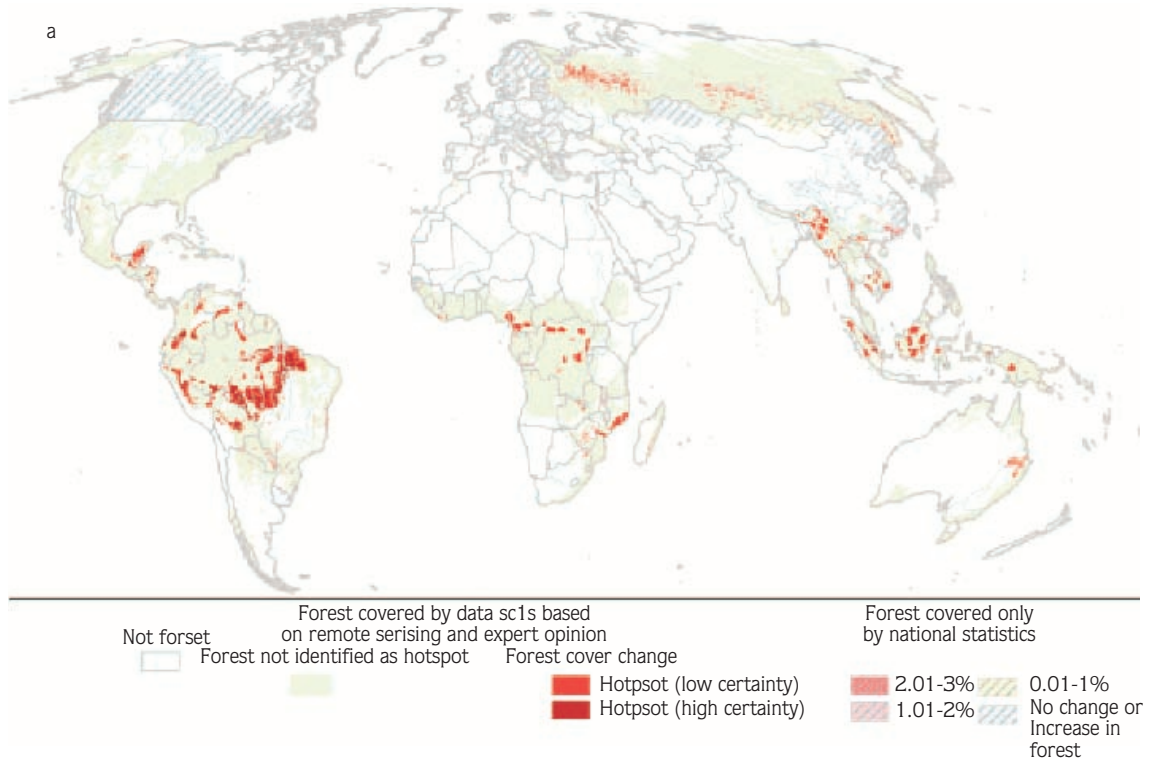 a
Forest covered by data sc1s based
on remote serising and expert opinion
Forest covered only
by national statistics
Not forset
Forest not identified as hotspot
Forest cover change
Hotpsot (low certainty)
Hotpsot (high certainty)
2.01-3%
1.01-2%
0.01-1%
No change or
Increase in
forest